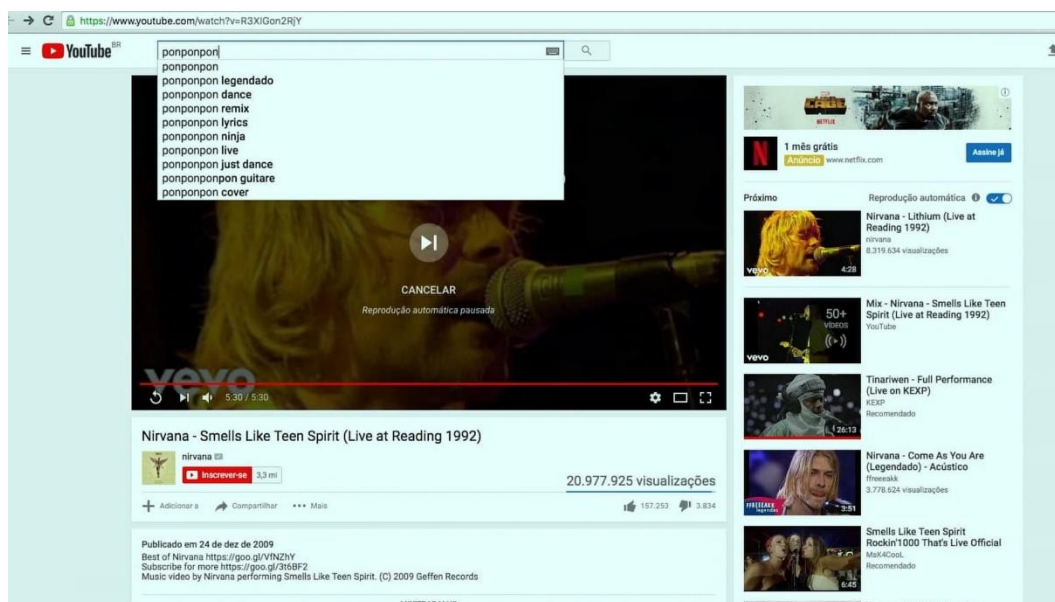 https://www.youtube.com/watch?v=R3XIGon2RjY
YouTube BR
ponponpon
ponponpon
ponponpon legendado
ponponpon dance
ponponpon remix
ponponpon lyrics
ponponpon ninja
ponponpon live
ponponpon just dance
ponponponpon guitare
ponponpon cover
CANCELAR
Reprodução automática pausada
vevo
5:30 / 5:30
Nirvana - Smells Like Teen Spirit (Live at Reading 1992)
nirvana
Inscrever-se 3,3 mi
20.977.925 visualizações
Adicionar a Compartilhar Mais
157.253 3.834
Publicado em 24 de dez de 2009
Best of Nirvana https://goo.gl/VfNZhY
Subscribe for more https://goo.gl/3t6BF2
Music video by Nirvana performing Smells Like Teen Spirit. (C) 2009 Geffen Records
CAGE
NETFLIX
N
1 mês grátis
Anúncio www.netflix.com
Assine já
Próximo
Reprodução automática
Nirvana - Lithium (Live at
Reading 1992)
nirvana
8.319.634 visualizações
vevo
4:28
Mix - Nirvana - Smells Like Teen
Spirit (Live at Reading 1992)
YouTube
50+
VÍDEOS
vevo
Tinariwen - Full Performance
(Live on KEXP)
KEXP
Recomendado
26:13
Nirvana - Come As You Are
(Legendado) - Acústico
ffreeakk
3.778.624 visualizações
FFREEAKK
legendas
3:51
Smells Like Teen Spirit
Rockin'1000 That's Live Official
MsK4CooL
Recomendado
6:45